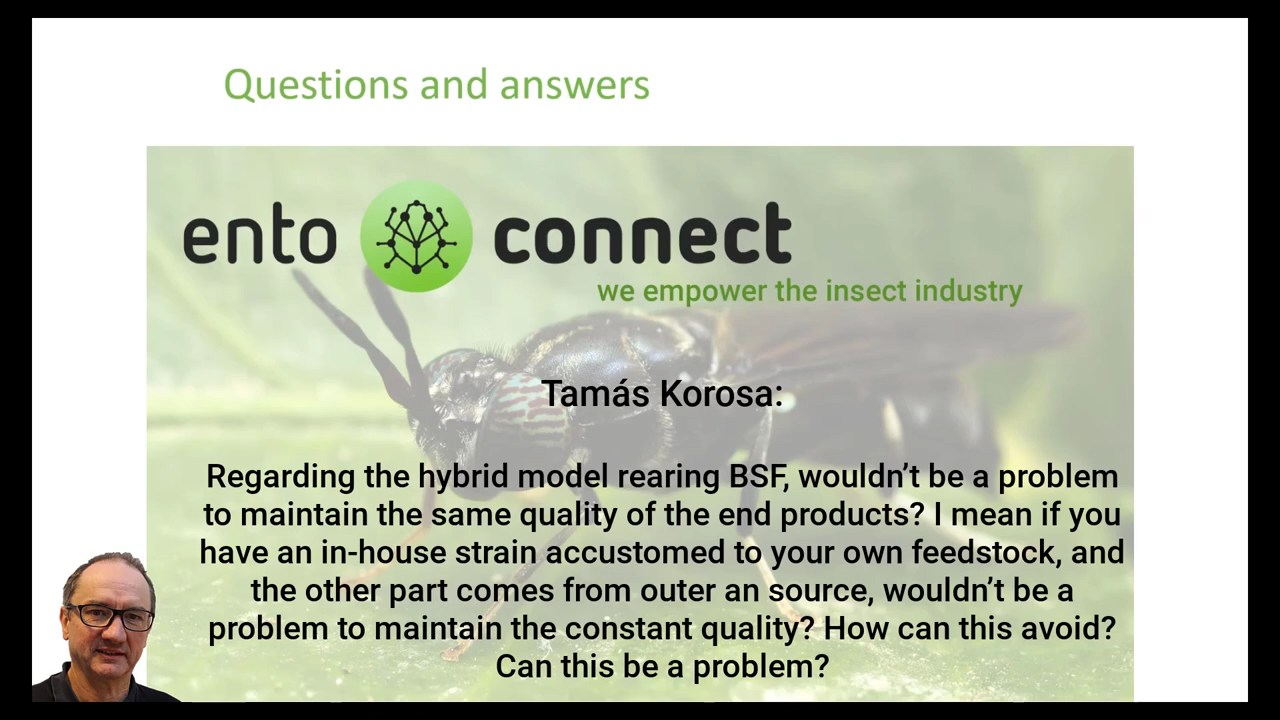 Questions and answers
ento connect
we empower the insect industry
Tamás Korosa:
Regarding the hybrid model rearing BSF, wouldn’t be a problem
to maintain the same quality of the end products? I mean if you
have an in-house strain accustomed to your own feedstock, and
the other part comes from outer an source, wouldn’t be a
problem to maintain the constant quality? How can this avoid?
Can this be a problem?